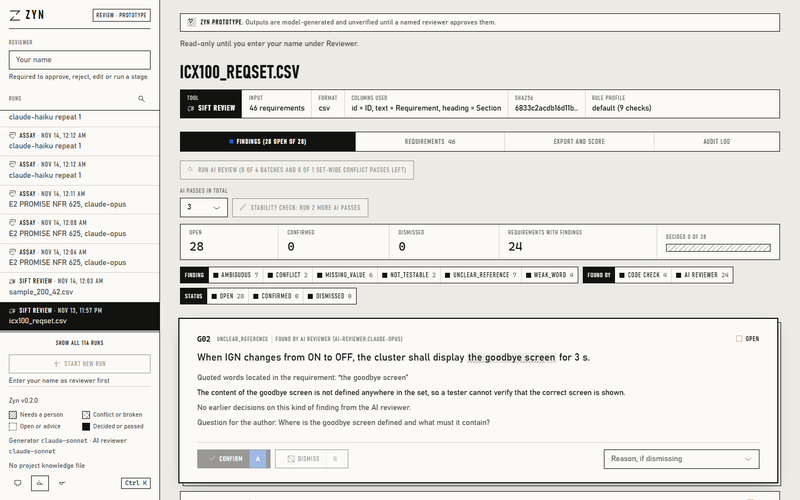 ZYN
REVIEW · PROTOTYPE
REVIEWER
Your name
Required to approve, reject, edit or run a stage.
RUNS
claude-haiku repeat 1
ASSAY · NOV 14, 12:12 AM
claude-haiku repeat 1
ASSAY · NOV 14, 12:12 AM
claude-haiku repeat 1
ASSAY · NOV 14, 12:11 AM
E2 PROMISE NFR 625, claude-opus
ASSAY · NOV 14, 12:08 AM
E2 PROMISE NFR 625, claude-opus
ASSAY · NOV 14, 12:06 AM
E2 PROMISE NFR 625, claude-opus
SIFT REVIEW · NOV 14, 12:03 AM
sample_200_42.csv
SIFT REVIEW · NOV 13, 11:57 PM
icx100_reqset.csv
SHOW ALL 114 RUNS
START NEW RUN
Enter your name as reviewer first
Zyn v0.2.0
Needs a person
Conflict or broken
Open or advice
Decided or passed
Generator claude-sonnet · AI reviewer
claude-sonnet
No project knowledge file
Ctrl K
ZYN PROTOTYPE. Outputs are model-generated and unverified until a named reviewer approves them.
Read-only until you enter your name under Reviewer.
ICX100_REQSET.CSV
TOOL
SIFT REVIEW
INPUT
46 requirements
FORMAT
csv
COLUMNS USED
id = ID, text = Requirement, heading = Section
SHA256
6833c2acdb16d11b…
RULE PROFILE
default (9 checks)
FINDINGS (28 OPEN OF 28)
REQUIREMENTS 46
EXPORT AND SCORE
AUDIT LOG
RUN AI REVIEW (0 OF 4 BATCHES AND 0 OF 1 SET-WIDE CONFLICT PASSES LEFT)
AI PASSES IN TOTAL
3
STABILITY CHECK: RUN 2 MORE AI PASSES
OPEN
28
CONFIRMED
0
DISMISSED
0
REQUIREMENTS WITH FINDINGS
24
DECIDED 0 OF 28
FINDING
AMBIGUOUS 7
CONFLICT 2
MISSING_VALUE 6
NOT_TESTABLE 2
UNCLEAR_REFERENCE 7
WEAK_WORD 4
FOUND BY
CODE CHECK 4
AI REVIEWER 24
STATUS
OPEN 28
CONFIRMED 0
DISMISSED 0
G02
UNCLEAR_REFERENCE
FOUND BY AI REVIEWER (AI-REVIEWER:CLAUDE-OPUS)
OPEN
When IGN changes from ON to OFF, the cluster shall display the goodbye screen for 3 s.
Quoted words located in the requirement: "the goodbye screen"
The content of the goodbye screen is not defined anywhere in the set, so a tester cannot verify that the correct screen is shown.
No earlier decisions on this kind of finding from the AI reviewer.
Question for the author: Where is the goodbye screen defined and what must it contain?
CONFIRM
A
DISMISS
R
Reason, if dismissing